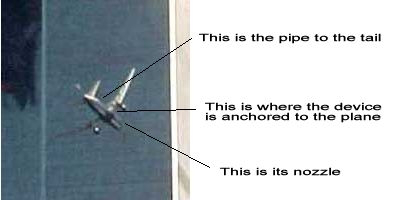 This is the pipe to the tail
This is where the device
is anchored to the plane
This is its nozzle